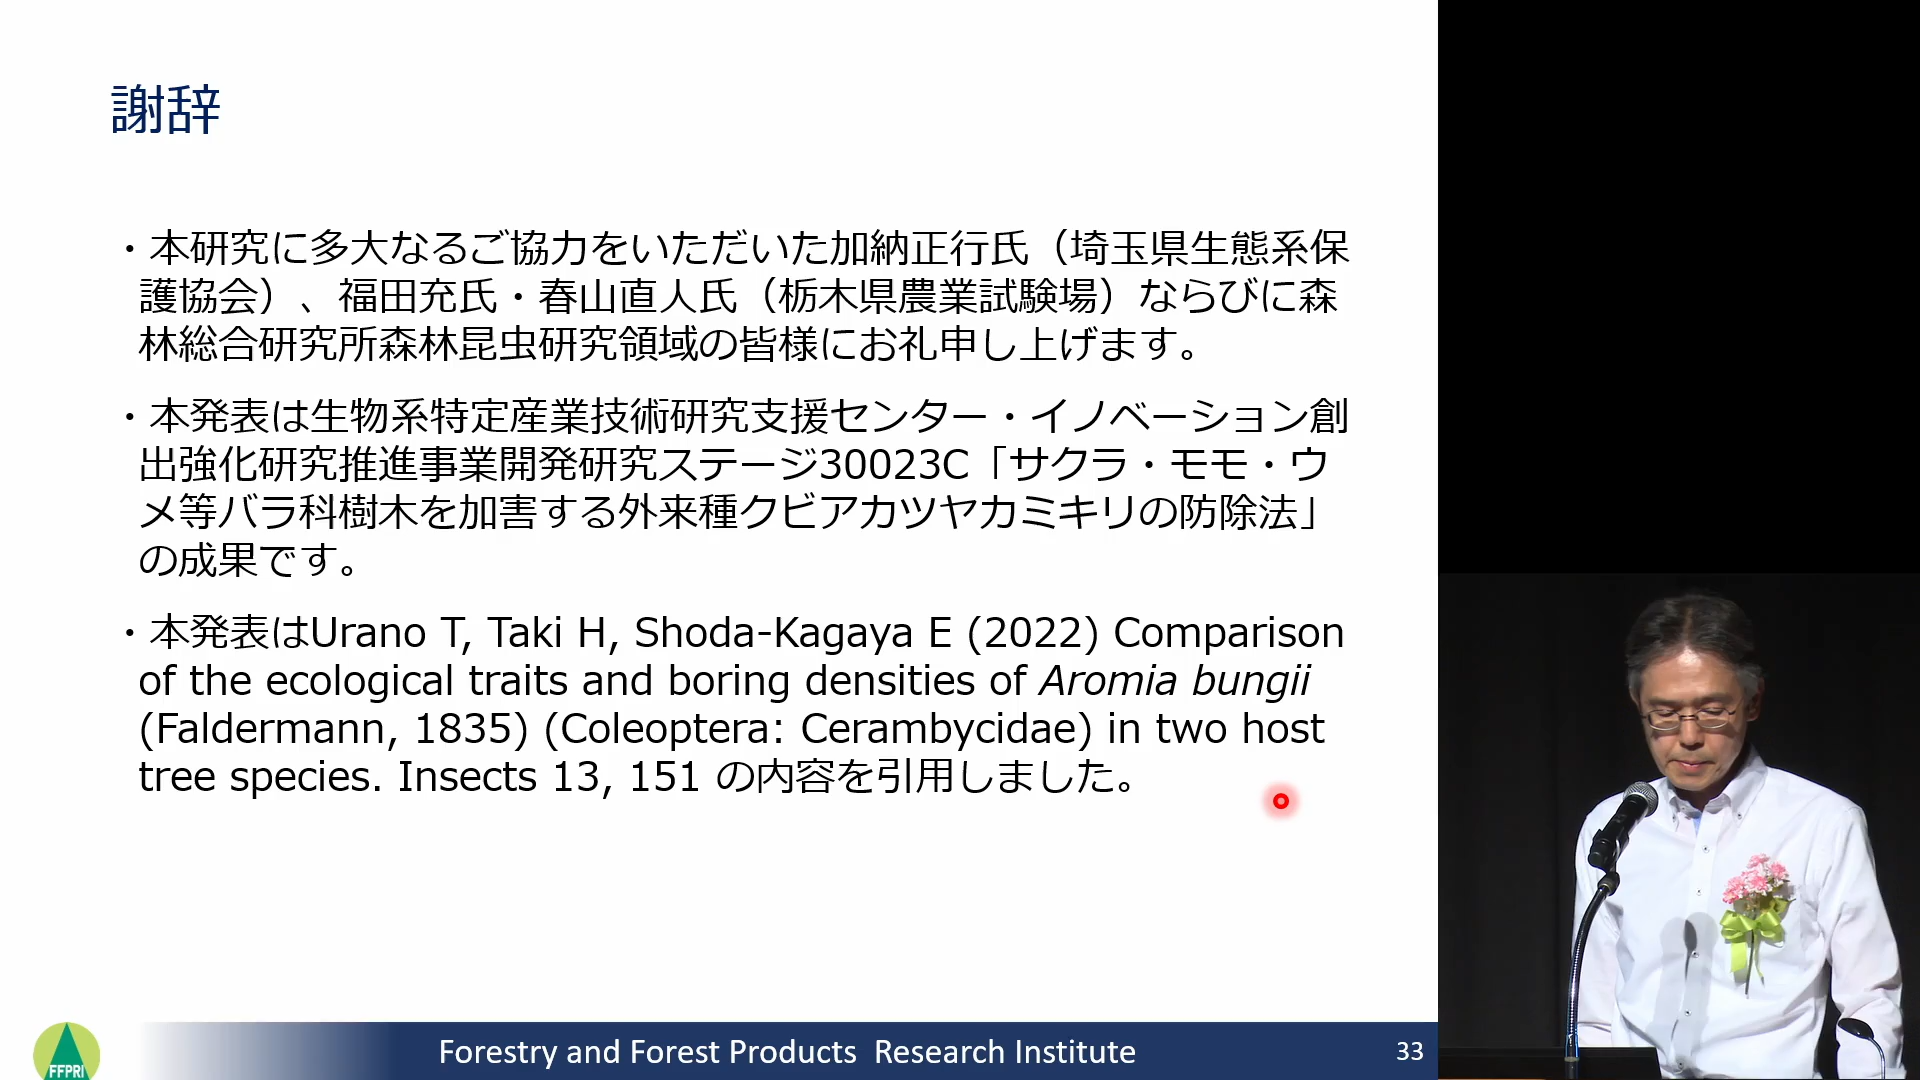 謝辞
・本研究に多大なるご協力をいただいた加納正行氏（埼玉県生態系保
護協会）、福田充氏・春山直人氏（栃木県農業試験場）ならびに森
林総合研究所森林昆虫研究領域の皆様にお礼申し上げます。
・本発表は生物系特定産業技術研究支援センター・イノベーション創
出強化研究推進事業開発研究ステージ30023C「サクラ・モモ・ウ
メ等バラ科樹木を加害する外来種クビアカツヤカミキリの防除法」
の成果です。
・本発表はUrano T, Taki H, Shoda-Kagaya E (2022) Comparison
of the ecological traits and boring densities of Aromia bungii
(Faldermann, 1835) (Coleoptera: Cerambycidae) in two host
tree species. Insects 13, 151 の内容を引用しました。
FFPRI
Forestry and Forest Products Research Institute
33